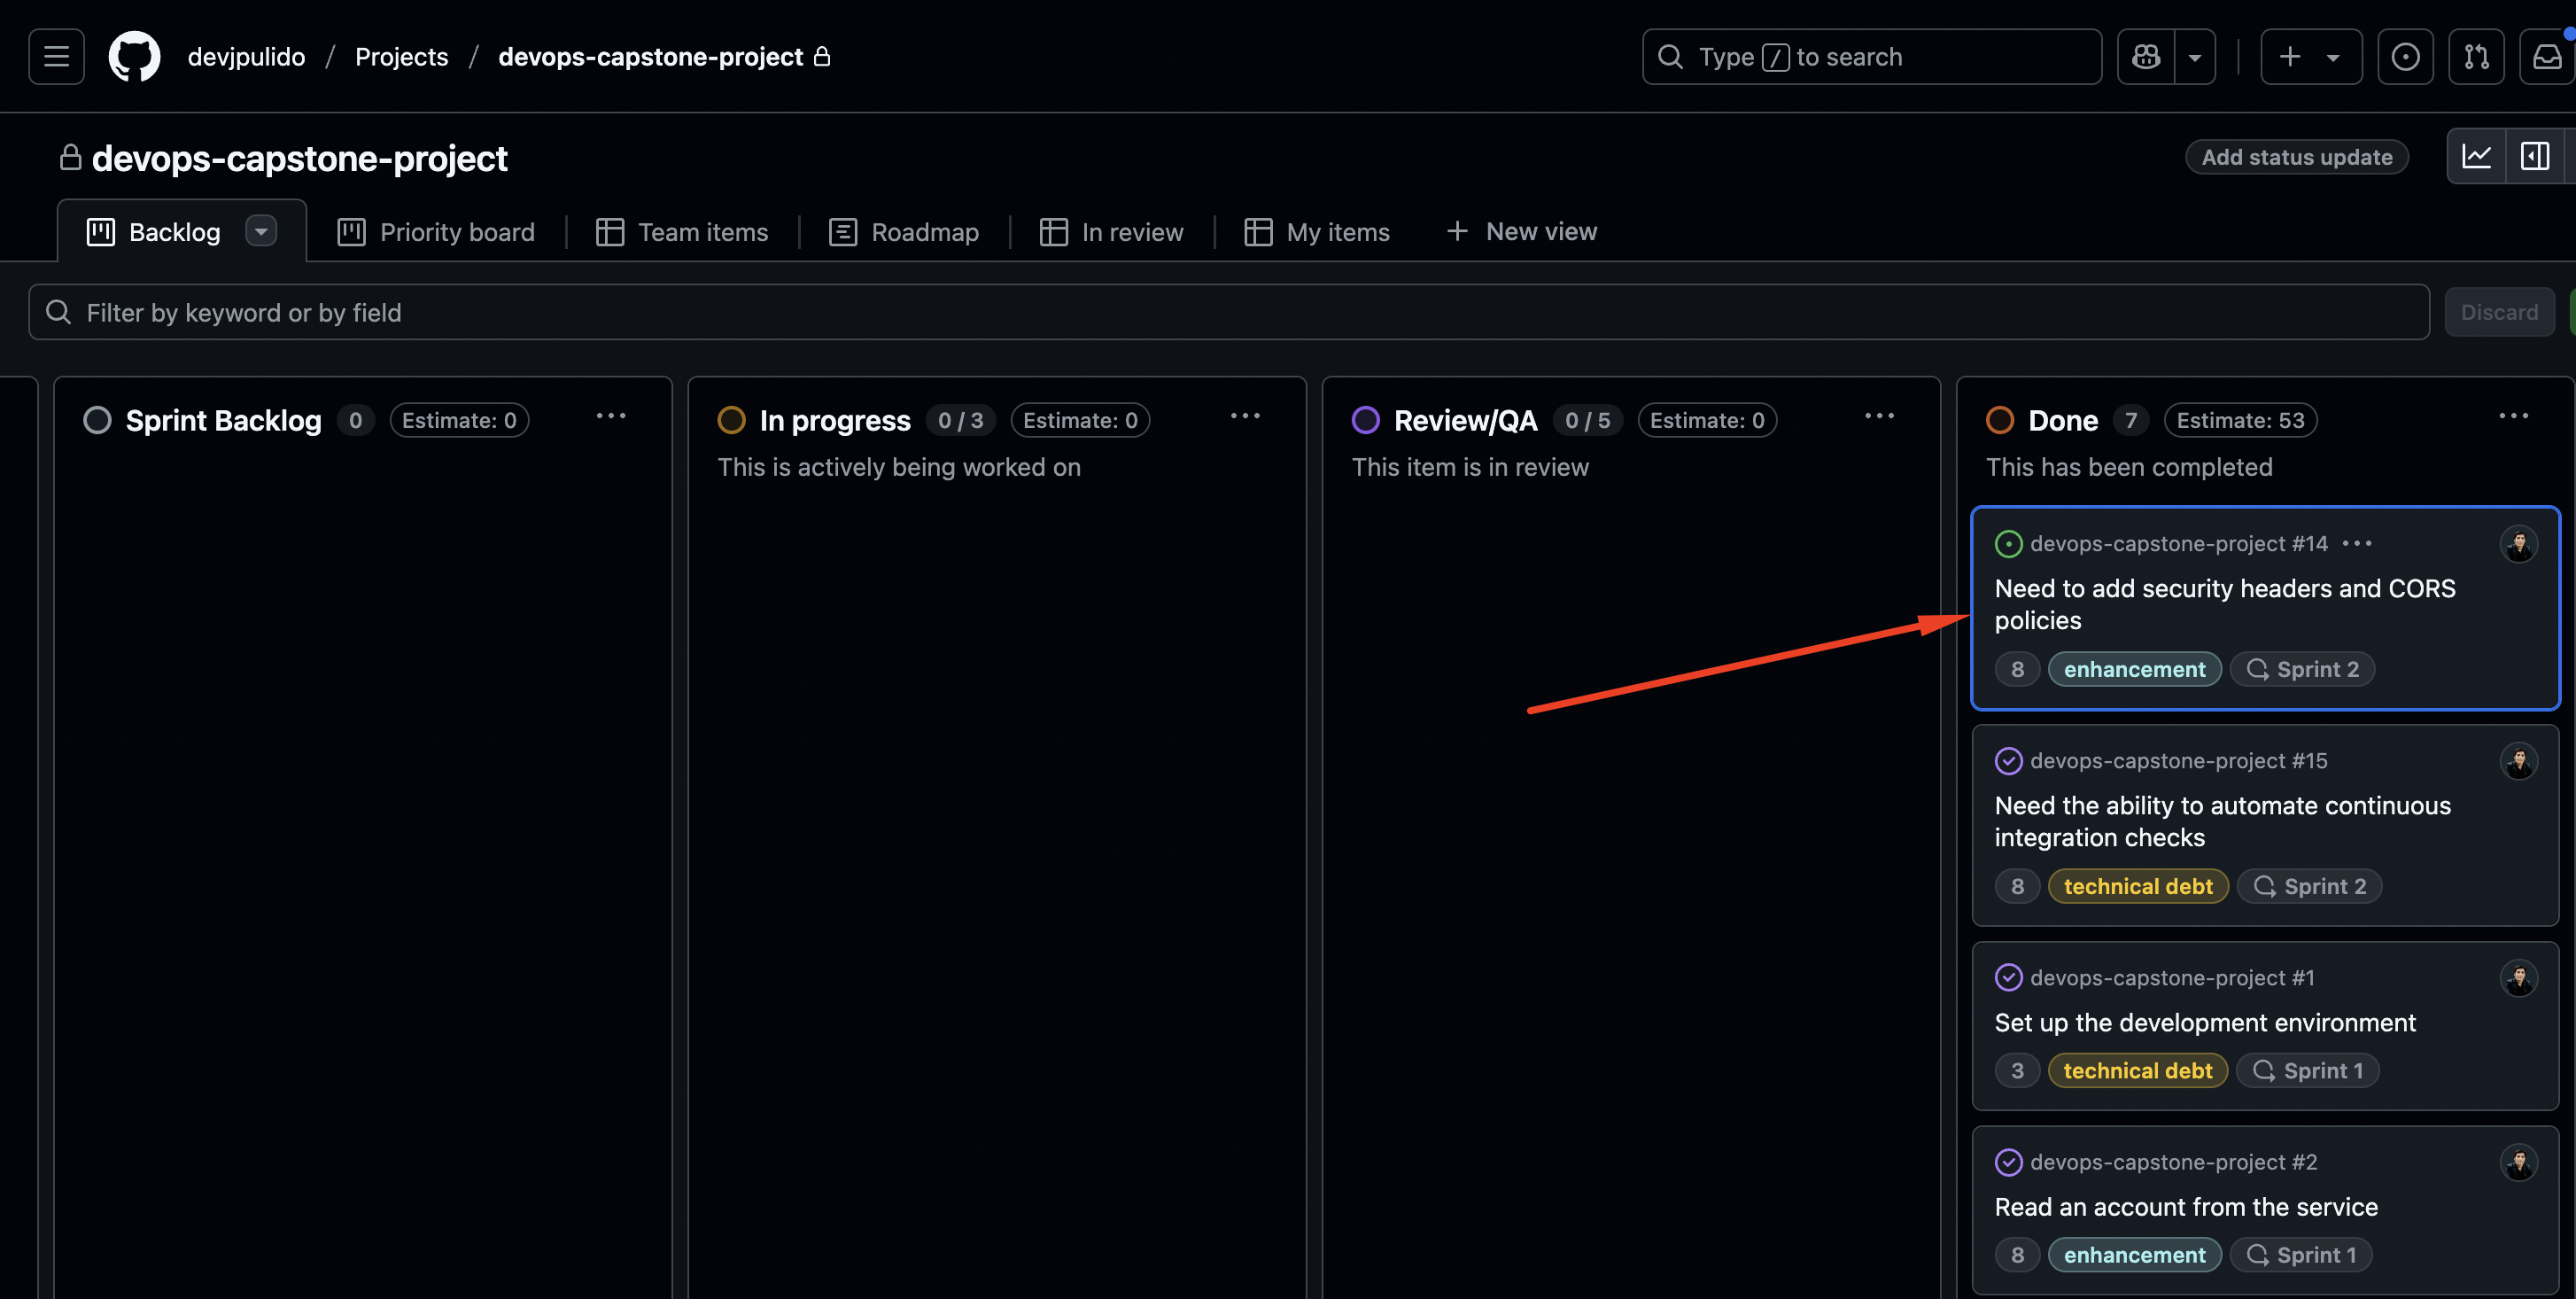 devjpulido / Projects / devops-capstone-project
Type / to search
devops-capstone-project
Add status update
Backlog
Priority board
Team items
Roadmap
In review
My items
New view
Filter by keyword or by field
Discard
Sprint Backlog 0 Estimate: 0
In progress 0 / 3 Estimate: 0
This is actively being worked on
Review/QA 0 / 5 Estimate: 0
This item is in review
Done 7 Estimate: 53
This has been completed
devops-capstone-project #14
Need to add security headers and CORS
policies
8 enhancement Sprint 2
devops-capstone-project #15
Need the ability to automate continuous
integration checks
8 technical debt Sprint 2
devops-capstone-project #1
Set up the development environment
3 technical debt Sprint 1
devops-capstone-project #2
Read an account from the service
8 enhancement Sprint 1